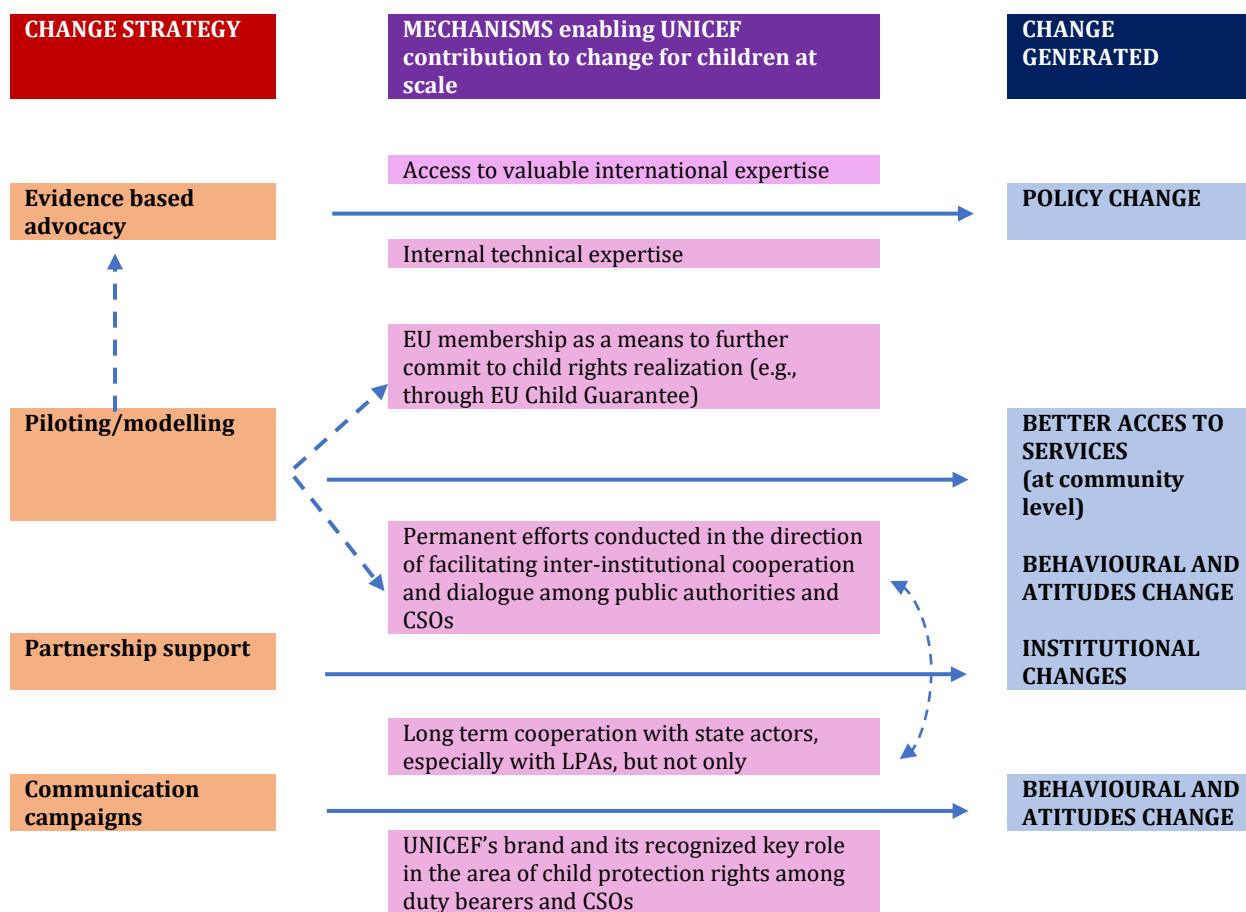 CHANGE STRATEGY
MECHANISMS enabling UNICEF
contribution to change for children at
scale
CHANGE
GENERATED
Access to valuable international expertise
Evidence based
advocacy
POLICY CHANGE
Internal technical expertise
EU membership as a means to further
commit to child rights realization (e.g.,
through EU Child Guarantee)
Piloting/modelling
BETTER ACCES TO
SERVICES
(at community
level)
Permanent efforts conducted in the direction
of facilitating inter-institutional cooperation
and dialogue among public authorities and
CSOs
BEHAVIOURAL AND
ATITUDES CHANGE
Partnership support
INSTITUTIONAL
CHANGES
Long term cooperation with state actors,
especially with LPAs, but not only
Communication
campaigns
BEHAVIOURAL AND
ATITUDES CHANGE
UNICEF’s brand and its recognized key role
in the area of child protection rights among
duty bearers and CSOs